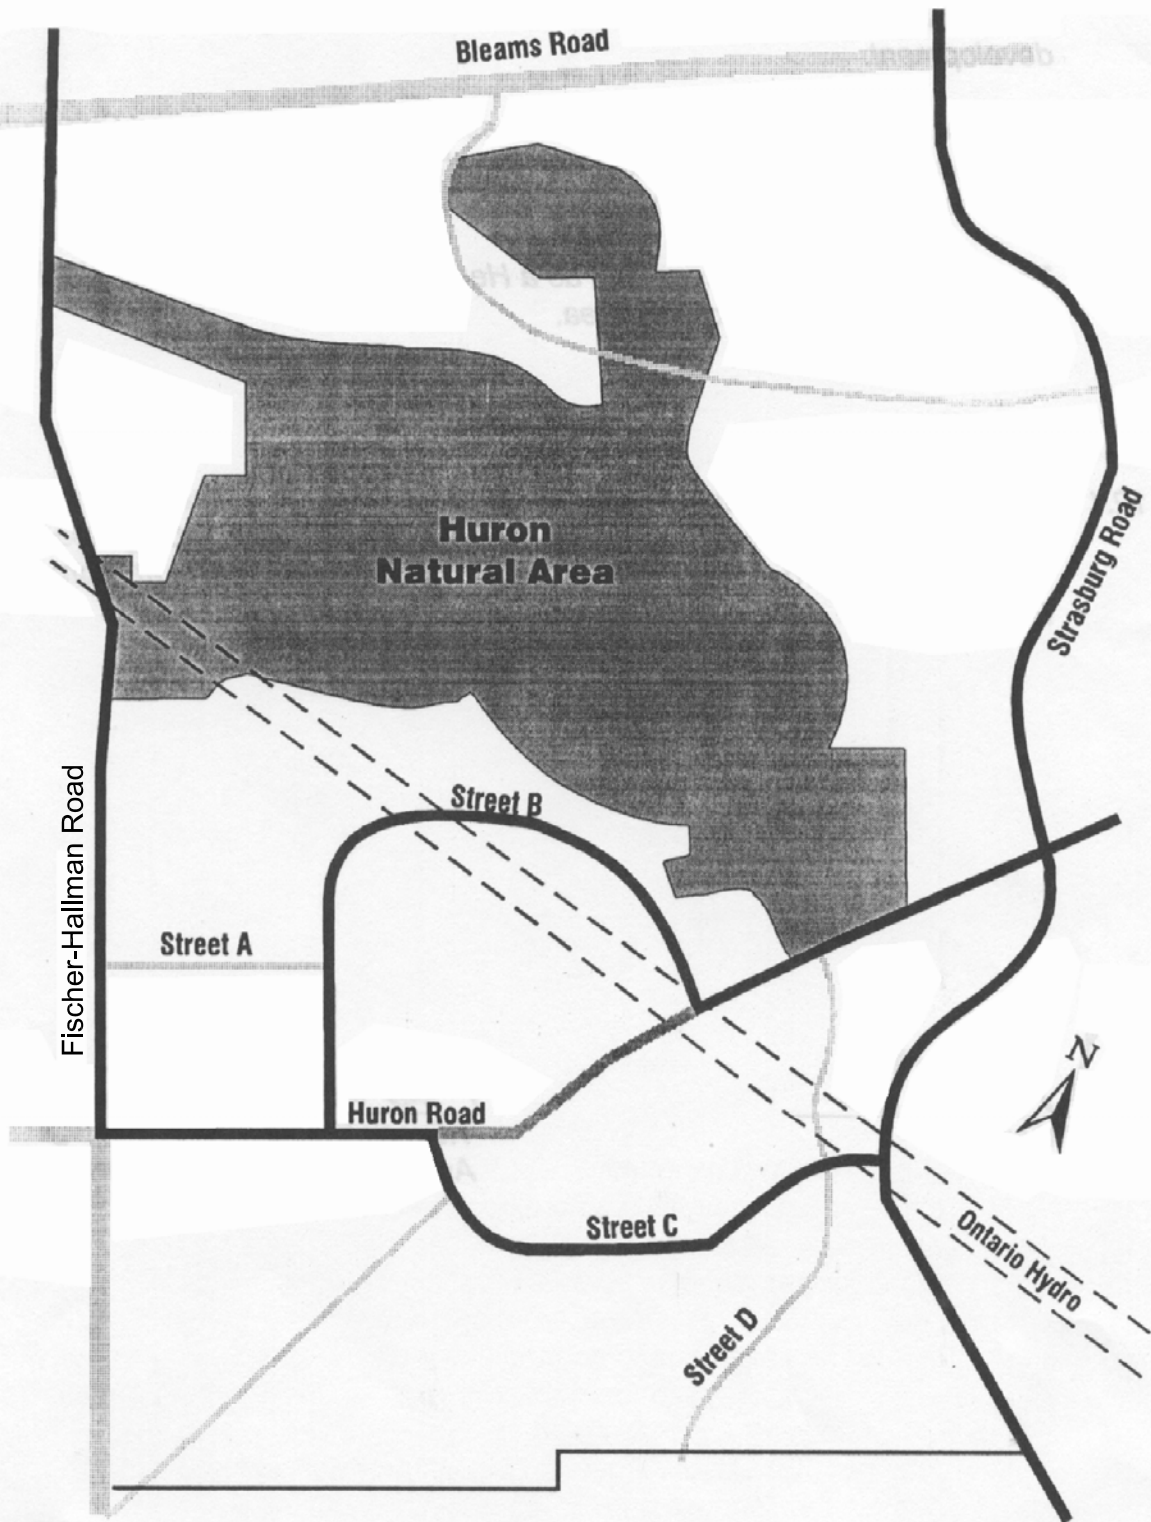 Bleams Road
Huron
Natural Area
Strasburg Road
Street B
Fischer-Hallman Road
Street A
N
Huron Road
Street C
Ontario Hydro
Street D